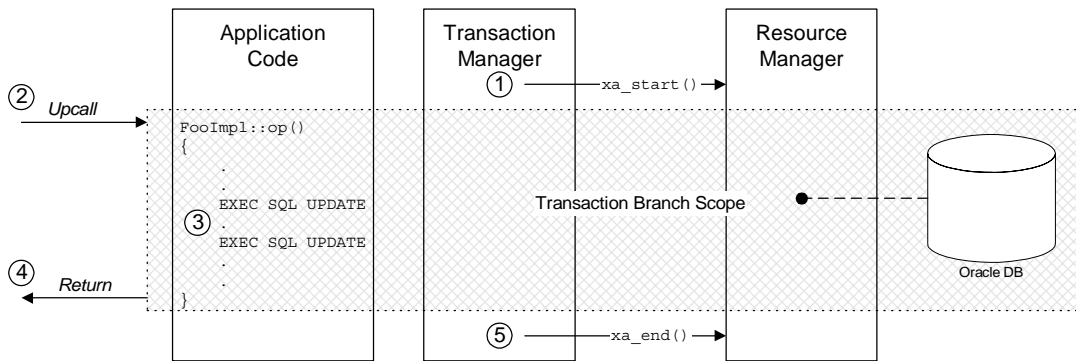 Application
Code
Transaction
Manager
Resource
Manager
1
xa_start()
2
Upcall
FooImpl::op()
{
.
.
EXEC SQL UPDATE
3
.
EXEC SQL UPDATE
.
.
}
Transaction Branch Scope
Oracle DB
4
Return
5
xa_end()